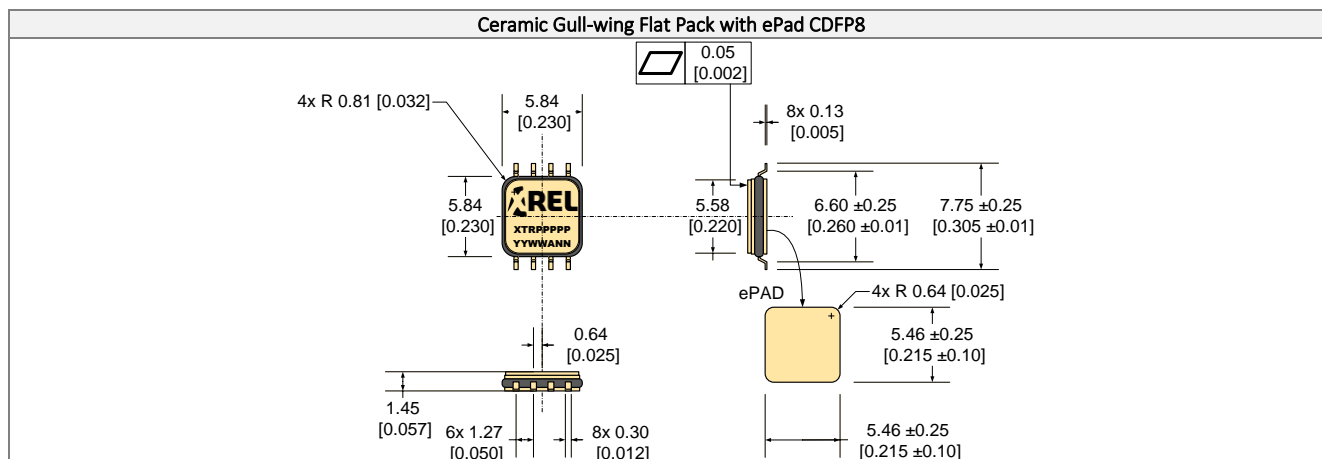 Ceramic Gull-wing Flat Pack with ePad CDFP8
0.05
[0.002]
4x R 0.81 [0.032]
5.84
[0.230]
8x 0.13
[0.005]
5.84
[0.230]
XREL
XTRPPPPP
YYWWANN
5.58
[0.220]
6.60 ±0.25
[0.260 ±0.01]
7.75 ±0.25
[0.305 ±0.01]
ePAD
4x R 0.64 [0.025]
+
5.46 ±0.25
[0.215 ±0.10]
0.64
[0.025]
1.45
[0.057]
6x 1.27
[0.050]
8x 0.30
[0.012]
5.46 ±0.25
[0.215 ±0.10]